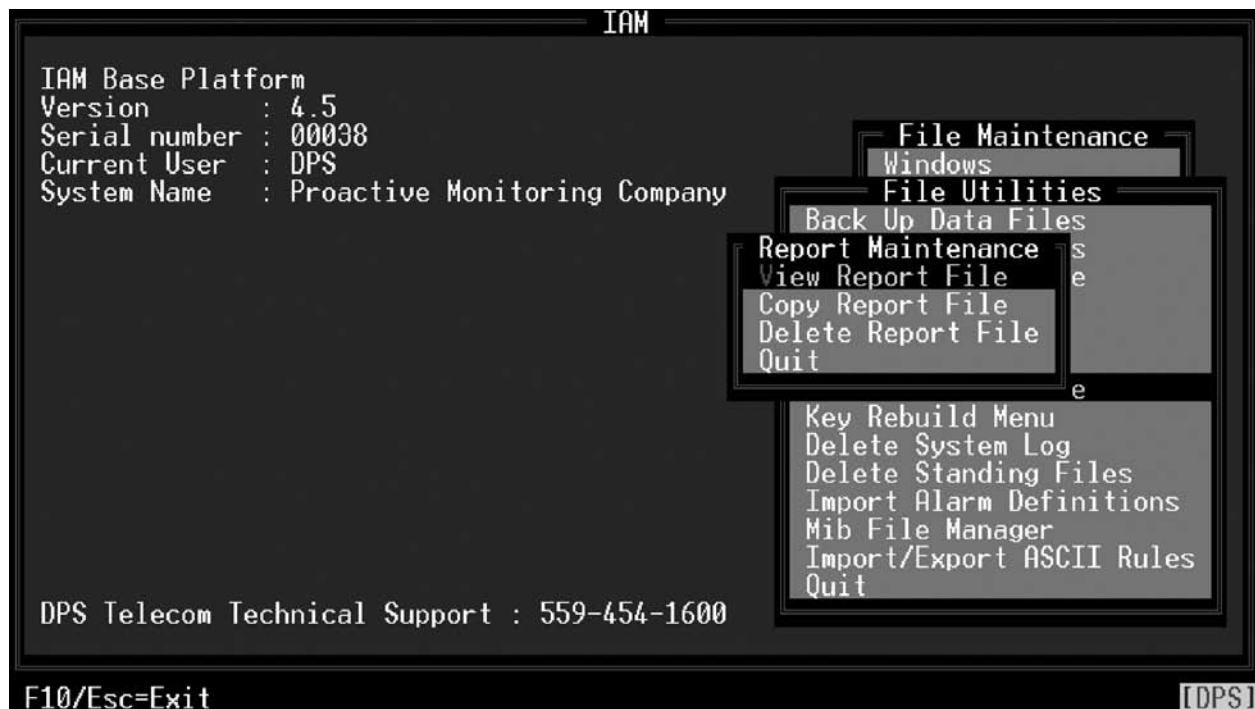 IAM
IAM Base Platform
Version : 4.5
Serial number : 00038
Current User : DPS
System Name : Proactive Monitoring Company
File Maintenance
Windows
File Utilities
Back Up Data Files
s
e
Report Maintenance
View Report File
Copy Report File
Delete Report File
Quit
e
Key Rebuild Menu
Delete System Log
Delete Standing Files
Import Alarm Definitions
Mib File Manager
Import/Export ASCII Rules
Quit
DPS Telecom Technical Support : 559-454-1600
F10/Esc=Exit
[DPS]